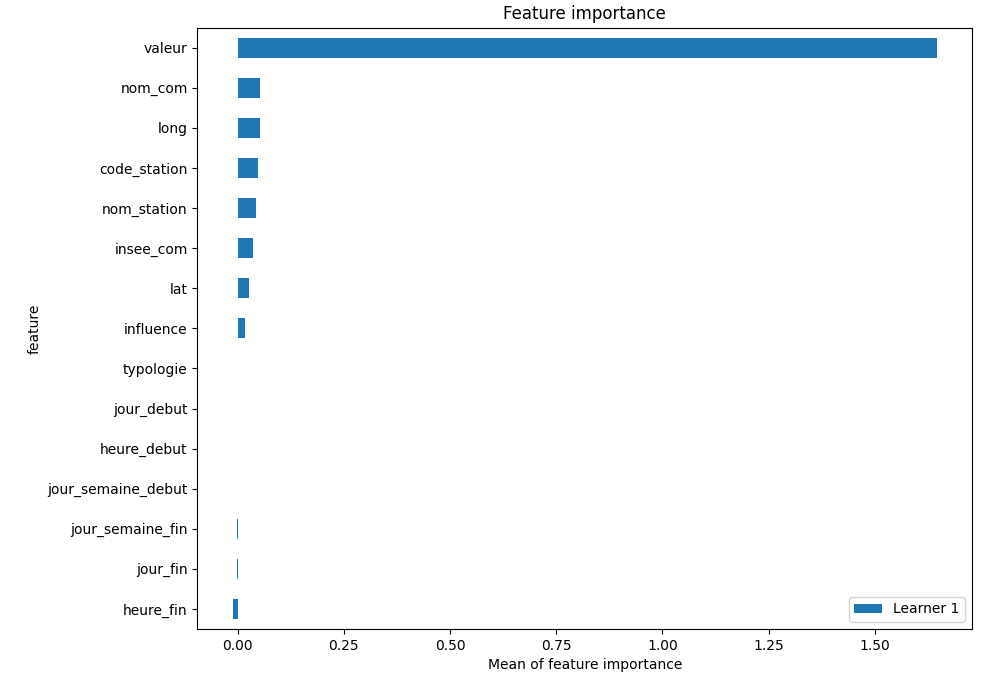 Feature importance
valeur
nom_com
long
code_station
nom_station
insee_com
lat
influence
typologie
jour_debut
heure_debut
jour_semaine_debut
jour_semaine_fin
jour_fin
heure_fin
feature
Learner 1
0.00 0.25 0.50 0.75 1.00 1.25 1.50
Mean of feature importance